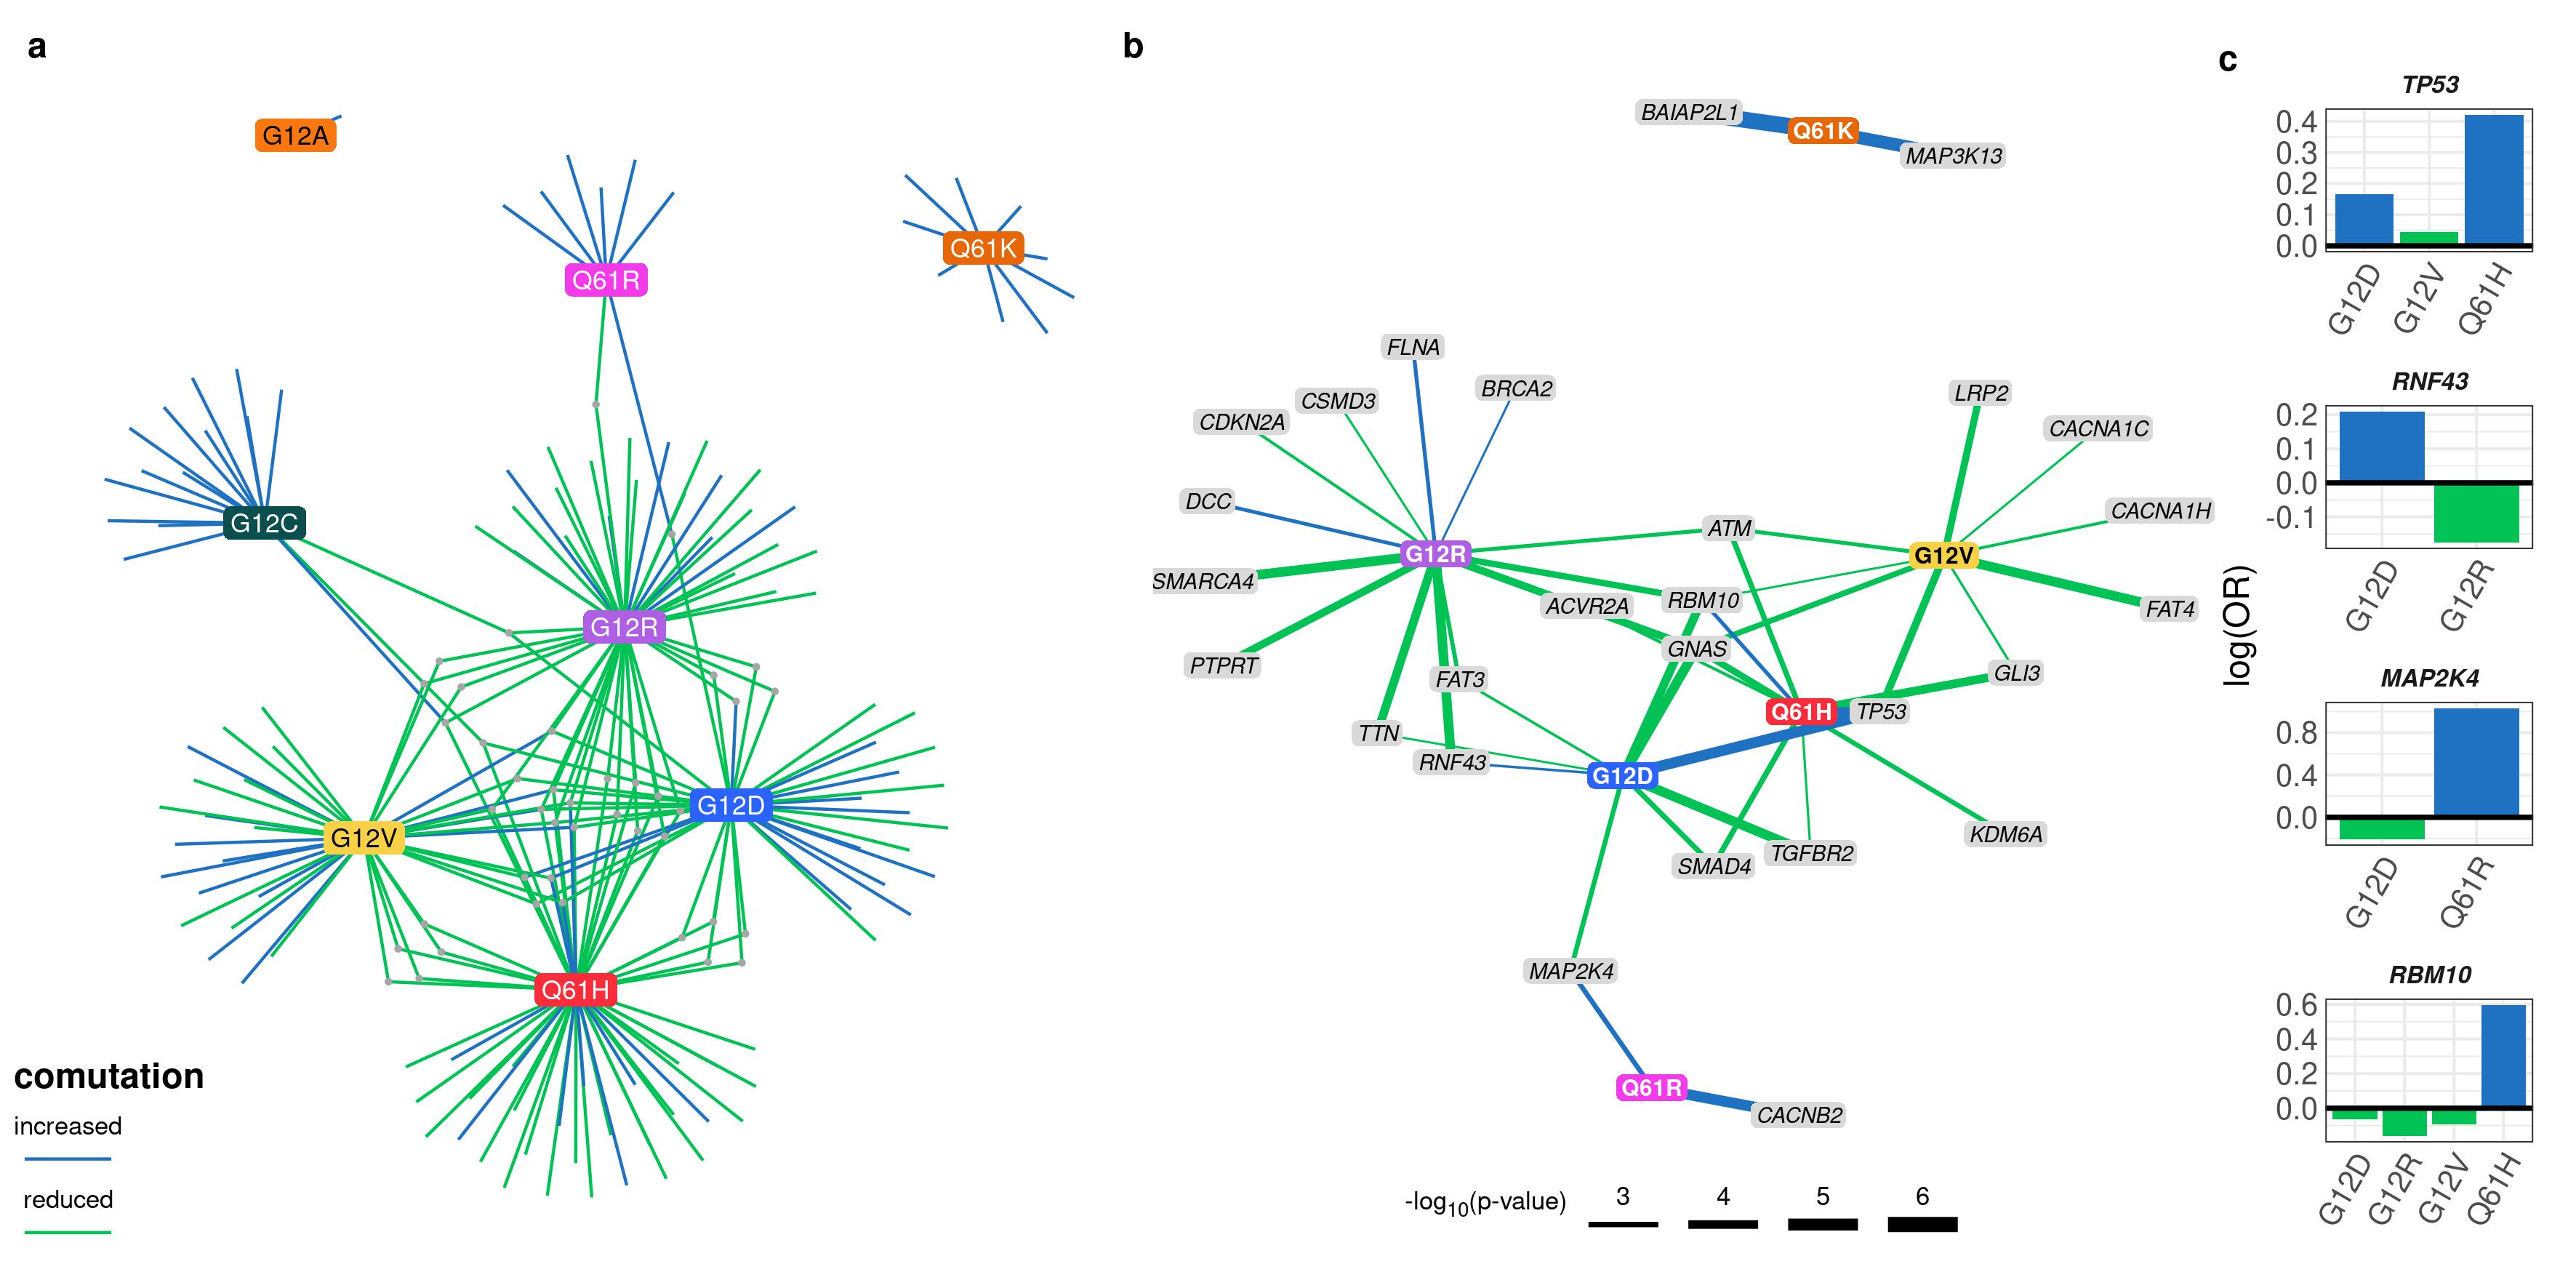 a
G12A
Q61R
Q61K
G12C
G12R
G12V
G12D
Q61H
comutation
increased
reduced
b
BAIAP2L1
Q61K
MAP3K13
FLNA
BRCA2
CSMD3
CDKN2A
DCC
G12R
SMARCA4
PTPRT
TTN
FAT3
RNF43
ATM
ACVR2A
RBM10
GNAS
LRP2
CACNA1C
CACNA1H
G12V
FAT4
GLI3
Q61H
TP53
G12D
SMAD4
TGFBR2
KDM6A
MAP2K4
Q61R
CACNB2
-log10(p-value)
3 4 5 6
c
log(OR)
TP53
0.4
0.3
0.2
0.1
0.0
G12D G12V Q61H
RNF43
0.2
0.1
0.0
-0.1
G12D G12R
MAP2K4
0.8
0.4
0.0
G12D Q61R
RBM10
0.6
0.4
0.2
0.0
G12D G12R G12V Q61H